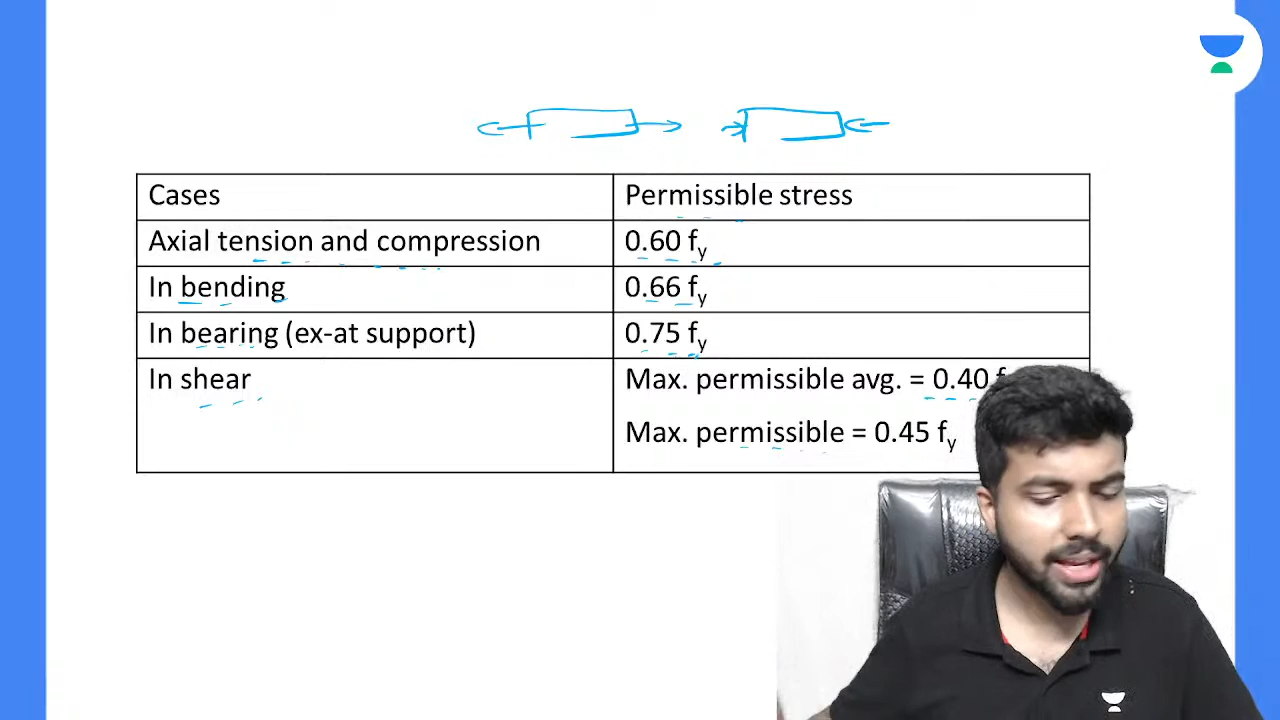 Cases Permissible stress
Axial tension and compression 0.60 fy
In bending 0.66 fy
In bearing (ex-at support) 0.75 fy
In shear Max. permissible avg. = 0.40 f
Max. permissible = 0.45 fy